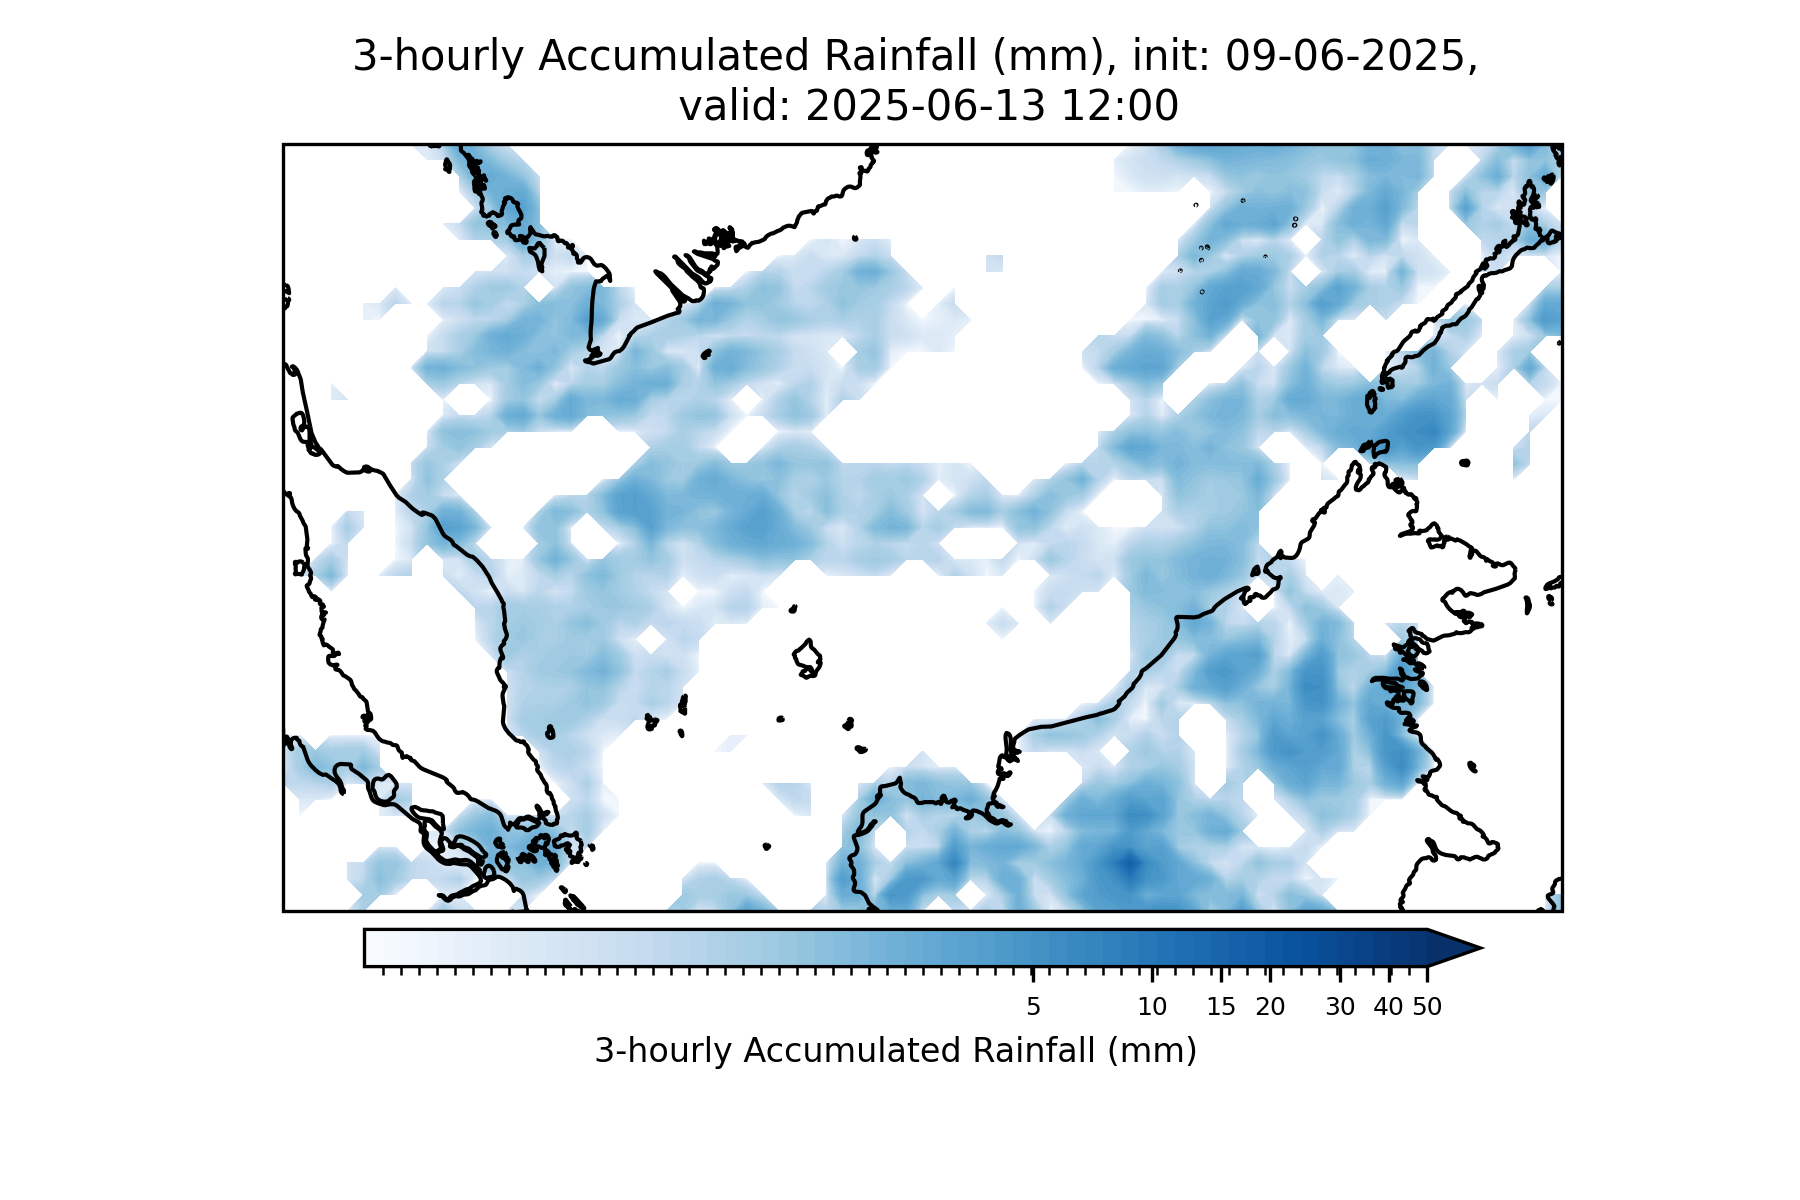 3-hourly Accumulated Rainfall (mm), init: 09-06-2025,
valid: 2025-06-13 12:00
5 10 15 20 30 40 50
3-hourly Accumulated Rainfall (mm)